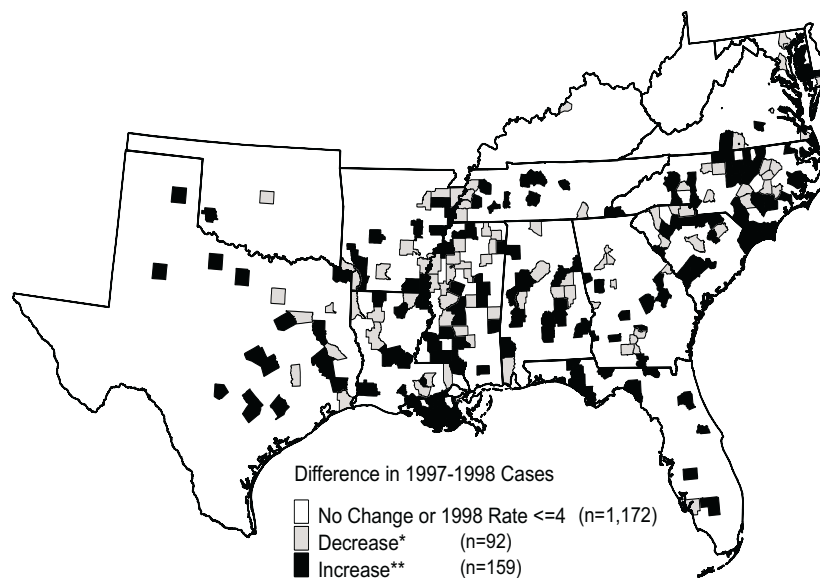 Difference in 1997-1998 Cases
No Change or 1998 Rate <=4 (n=1,172)
Decrease* (n=92)
Increase** (n=159)